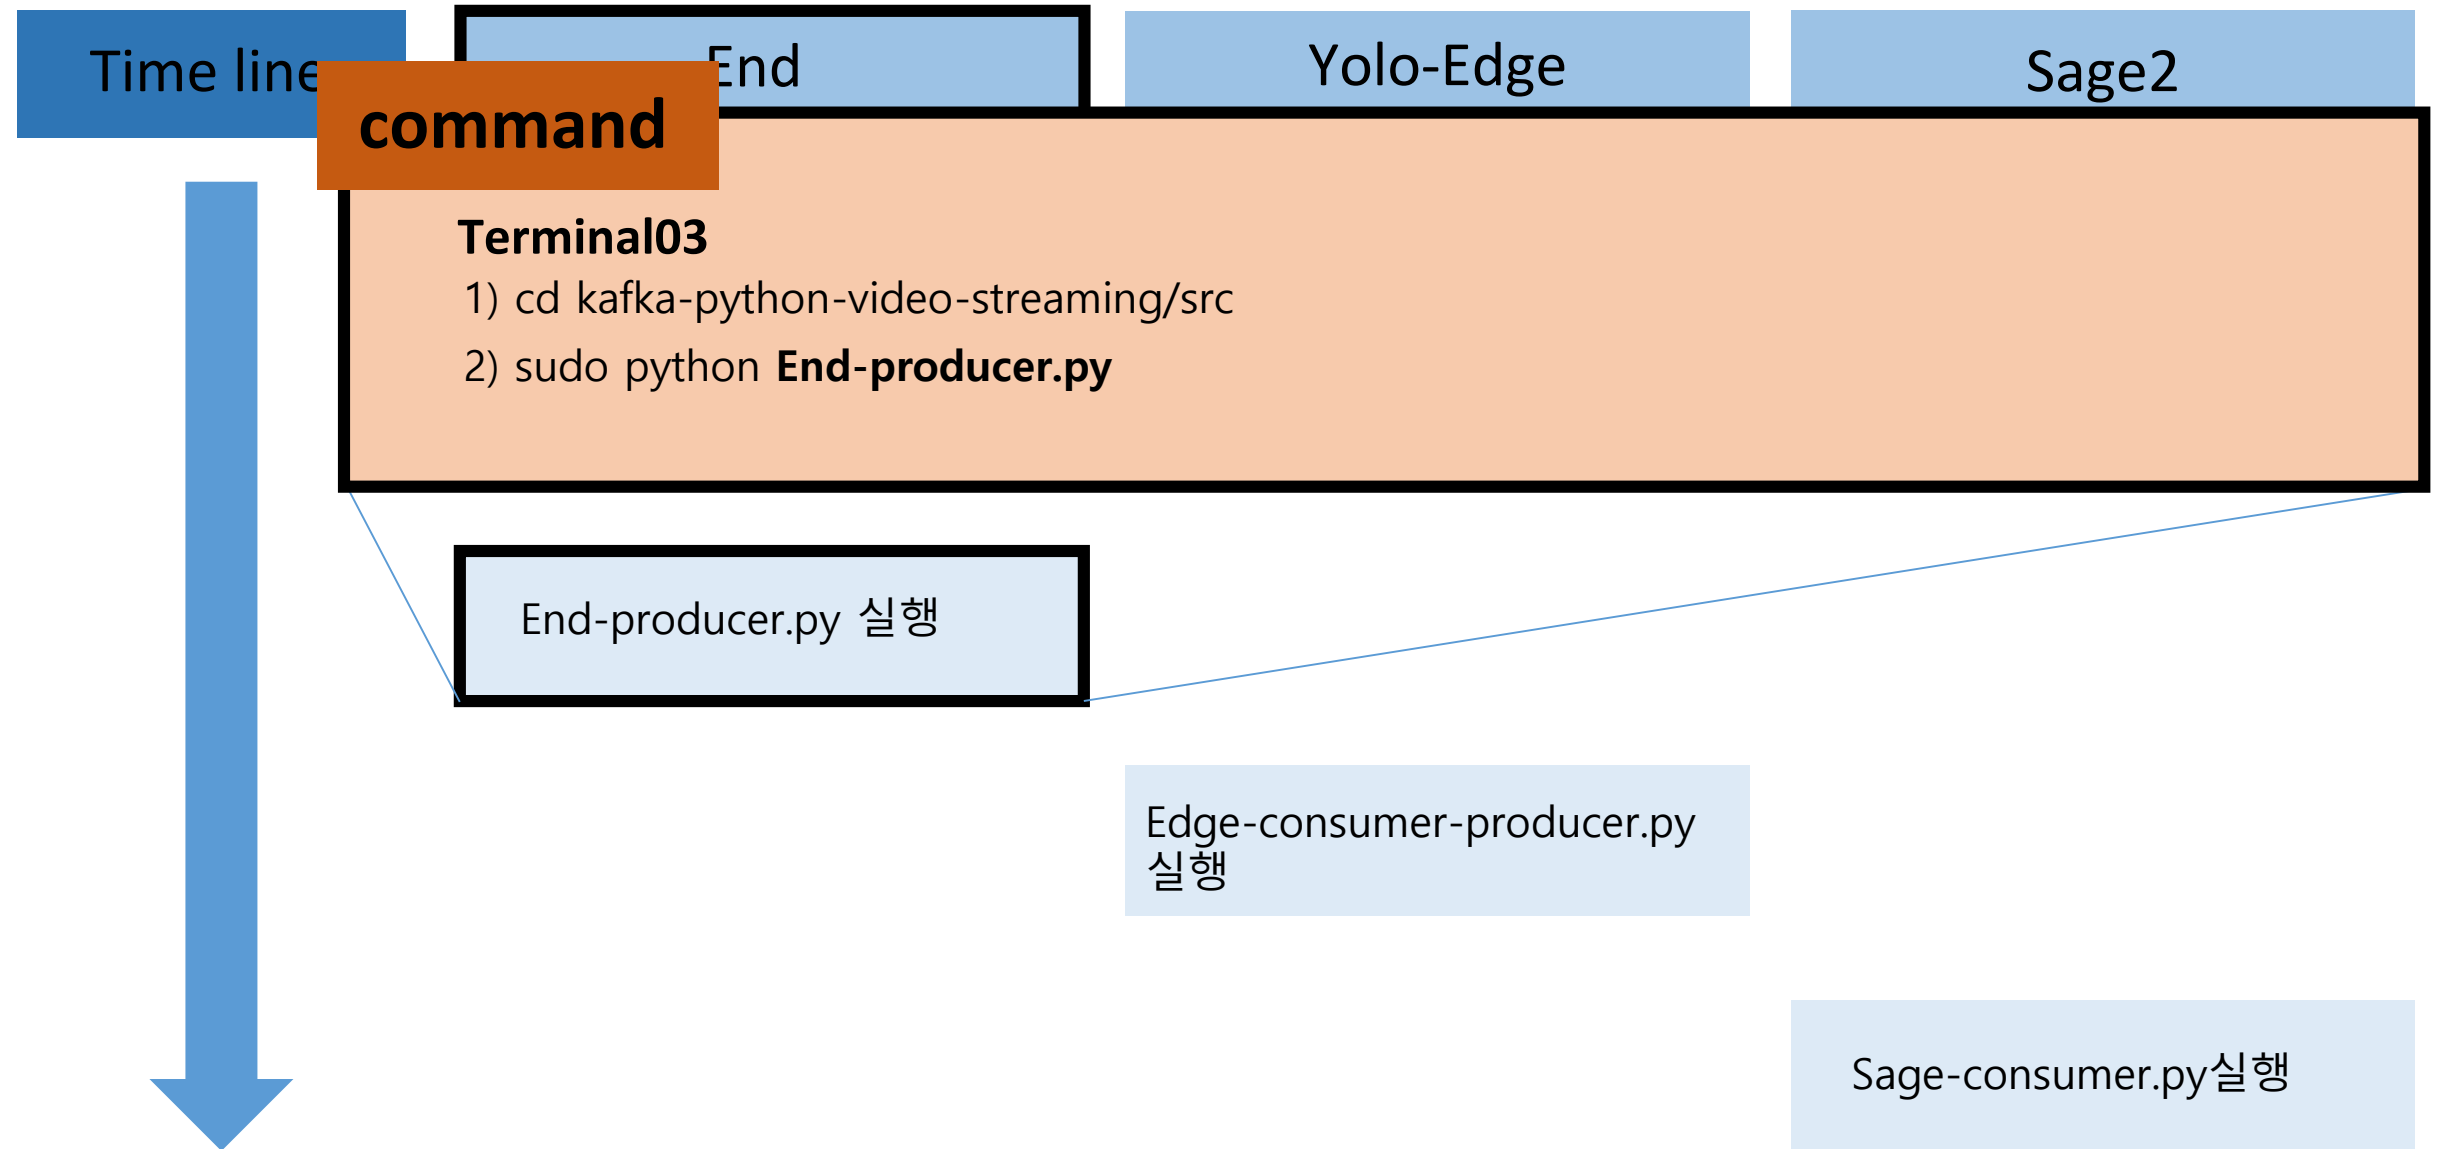 Time line
End
Yolo-Edge
Sage2
command
Terminal03
1) cd kafka-python-video-streaming/src
2) sudo python End-producer.py
End-producer.py 실행
Edge-consumer-producer.py
실행
Sage-consumer.py실행